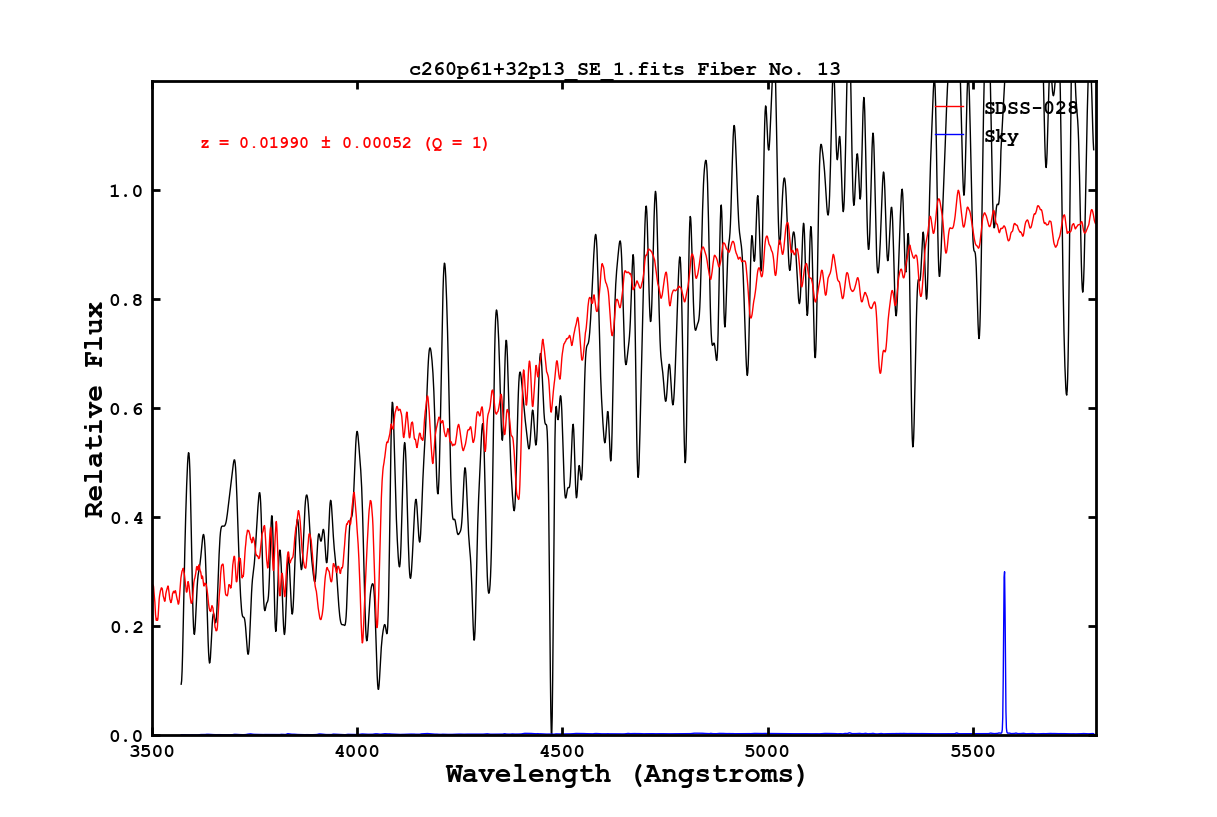 c260p61+32p13_SE_1.fits Fiber No. 13
SDSS-028
Sky
z = 0.01990 ± 0.00052 (Q = 1)
1.0
0.8
0.6
0.4
0.2
0.0
Relative Flux
3500 4000 4500 5000 5500
Wavelength (Angstroms)